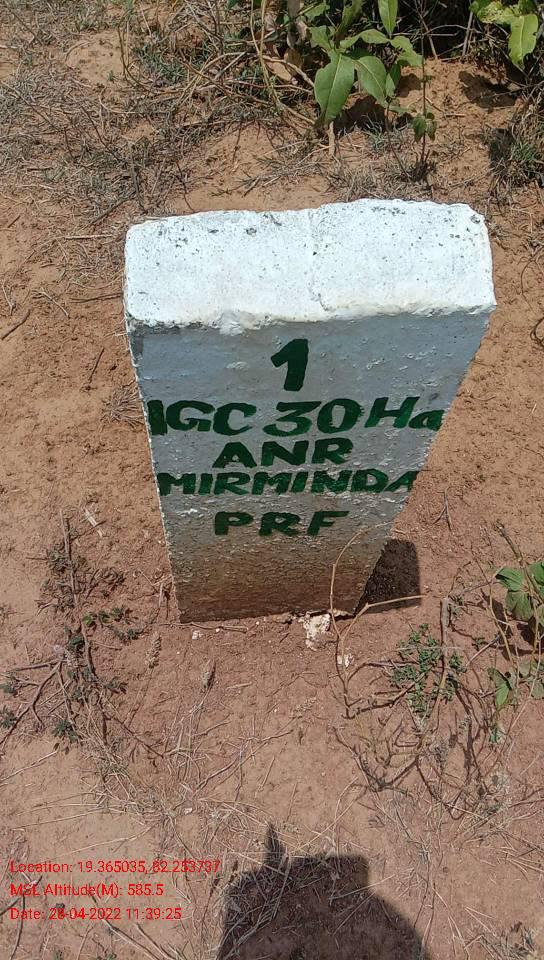 1
IGC 30 Ha
ANR
MIRMINDA
PRF
Location: 19.365035, 82.253737
MSL Altitude(M): 585.5
Date: 28-04-2022 11:39:25